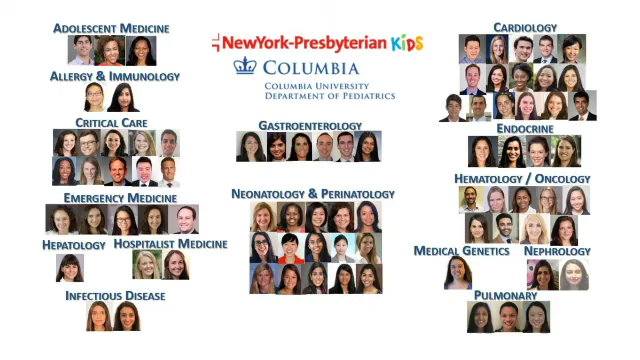 ADOLESCENT MEDICINE
ALLERGY & IMMUNOLOGY
CRITICAL CARE
EMERGENCY MEDICINE
HEPATOLOGY
HOSPITALIST MEDICINE
INFECTIOUS DISEASE
NewYork-Presbyterian KiDS
COLUMBIA
COLUMBIA UNIVERSITY
DEPARTMENT OF PEDIATRICS
GASTROENTEROLOGY
NEONATOLOGY & PERINATOLOGY
CARDIOLOGY
ENDOCRINE
HEMATOLOGY / ONCOLOGY
MEDICAL GENETICS
NEPHROLOGY
PULMONARY